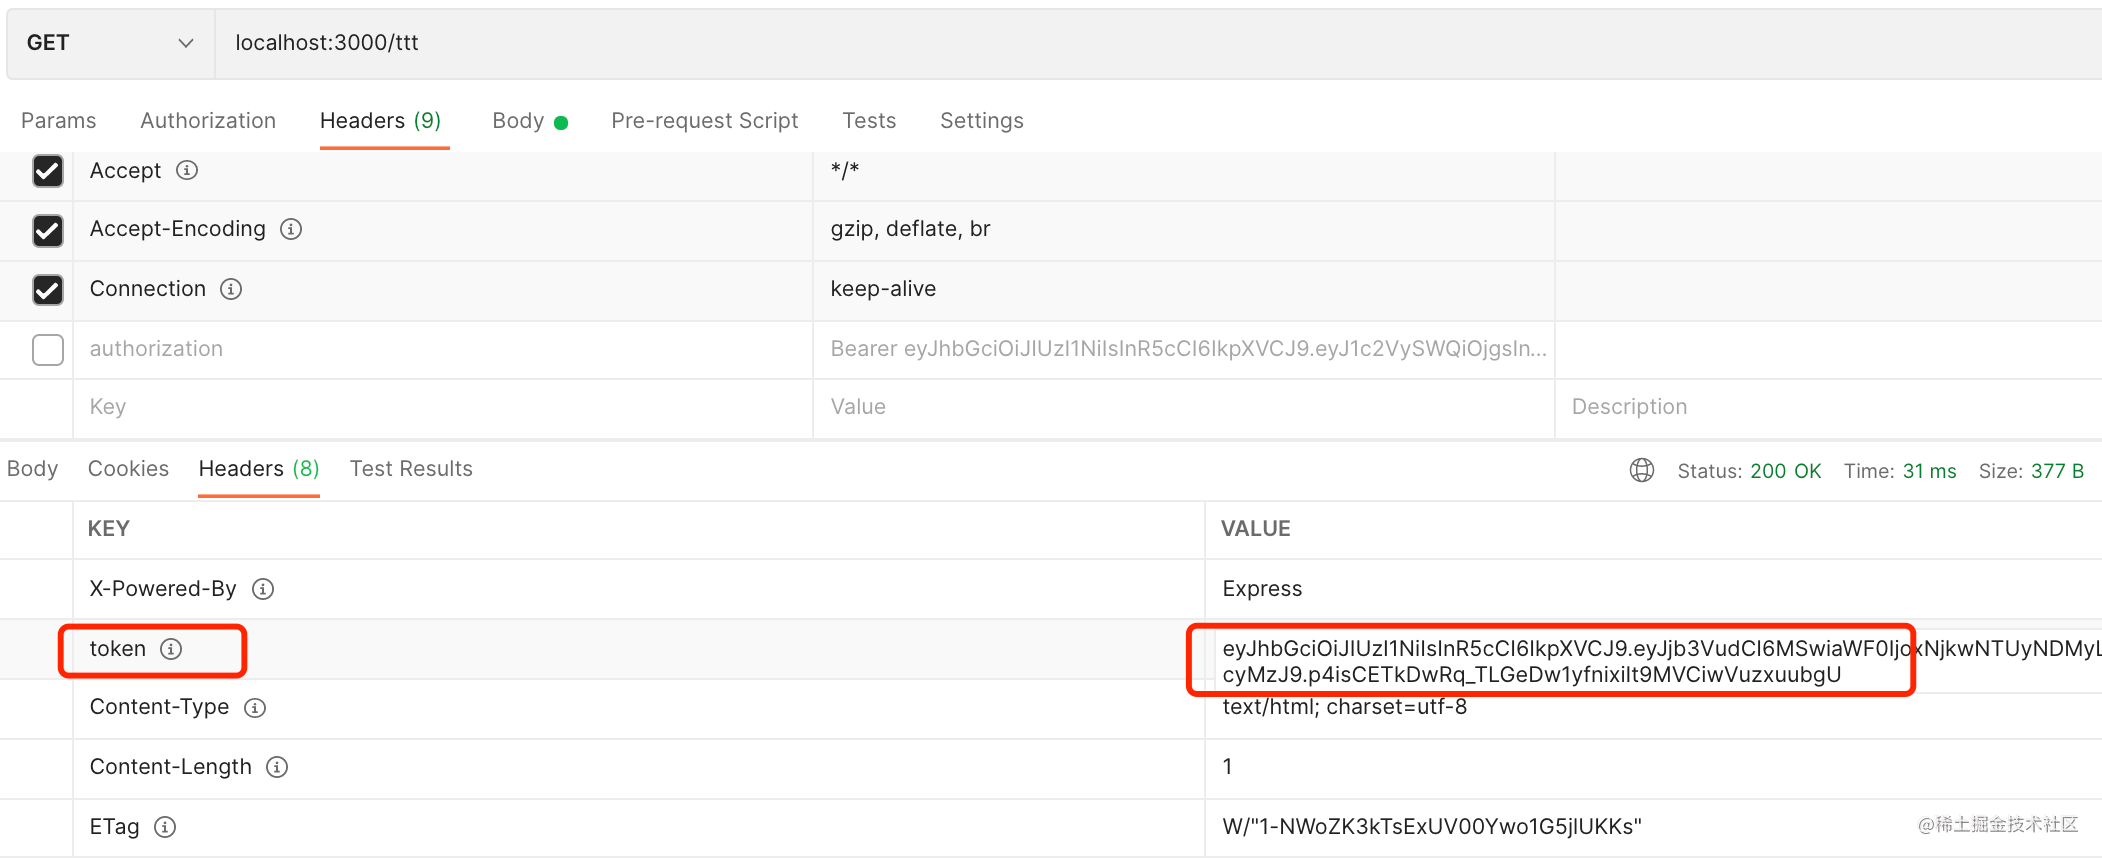 GET localhost:3000/ttt
Params Authorization Headers (9) Body Pre-request Script Tests Settings
Accept */*
Accept-Encoding gzip, deflate, br
Connection keep-alive
authorization Bearer eyJhbGciOiJIUzI1NiIsInR5cCI6IkpXVCJ9.eyJ1c2VySWQiOjgsIn...
Key Value Description
Body Cookies Headers (8) Test Results Status: 200 OK Time: 31 ms Size: 377 B
KEY VALUE
X-Powered-By Express
token eyJhbGciOiJIUzI1NiIsInR5cCI6IkpXVCJ9.eyJjb3VudCI6MSwiaWF0IjoxNjkwNTUyNDMyL
cyMzJ9.p4isCETkDwRq_TLGeDw1yfnixiIt9MVCiwVuzxuubgU
Content-Type text/html; charset=utf-8
Content-Length 1
ETag W/"1-NWoZK3kTsExUV00Ywo1G5jlUKKs"
@稀土掘金技术社区